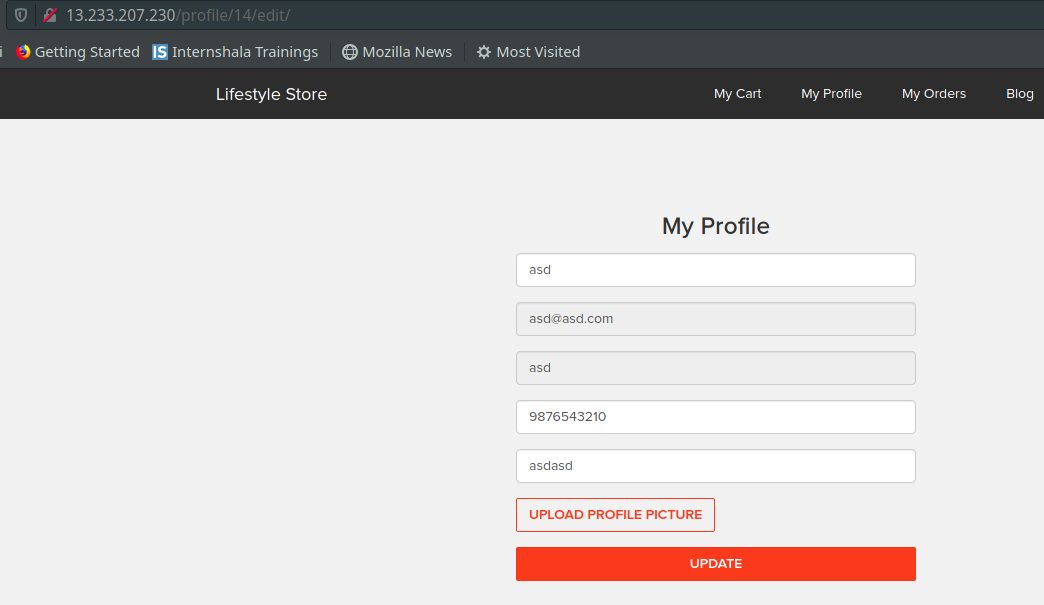 13.233.207.230/profile/14/edit/
Getting Started IS Internshala Trainings Mozilla News Most Visited
Lifestyle Store My Cart My Profile My Orders Blog
My Profile
asd
asd@asd.com
asd
9876543210
asdasd
UPLOAD PROFILE PICTURE
UPDATE